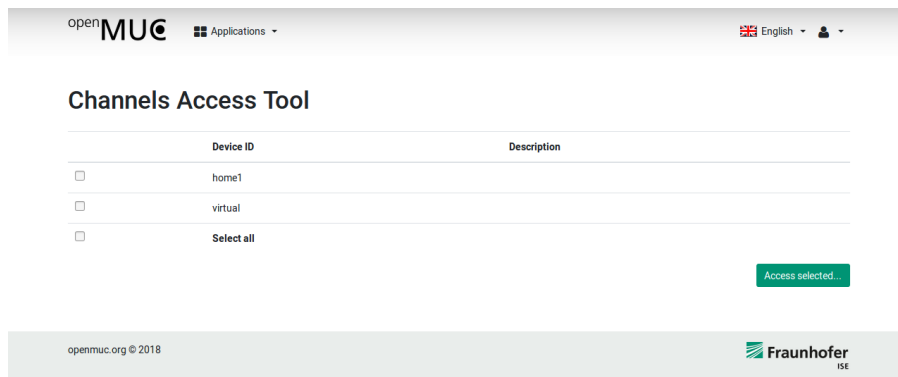 openMUC Applications English
Channels Access Tool
Device ID Description
home1
virtual
Select all
Access selected...
openmuc.org © 2018 Fraunhofer
ISE